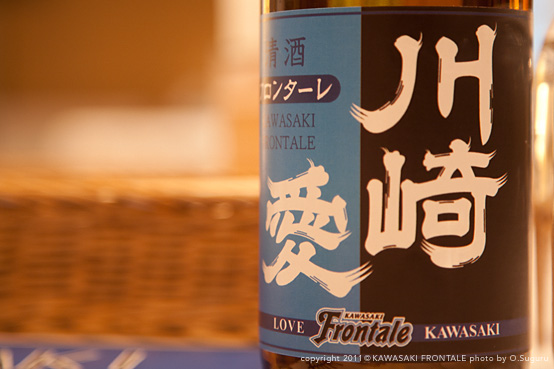 川崎
清酒
フロンターレ
KAWASAKI
FRONTALE
愛
LOVE
KAWASAKI
Frontale
KAWASAKI
copyright 2011 © KAWASAKI FRONTALE photo by O.Suguru